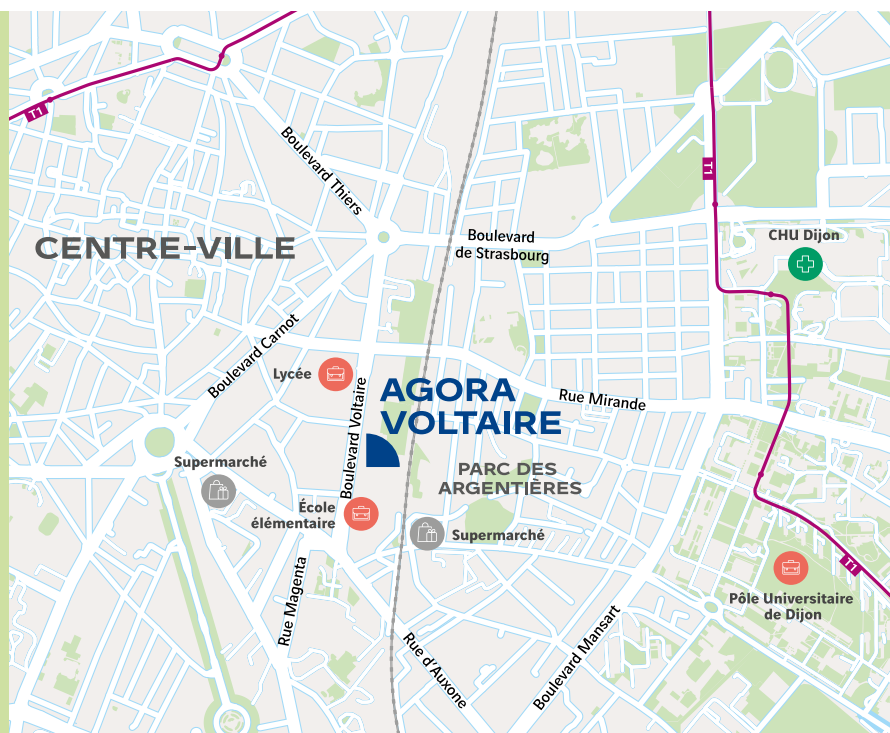 T1
Boulevard Thiers
T1
CENTRE-VILLE
Boulevard
de Strasbourg
CHU Dijon
Boulevard Carnot
Lycée
Boulevard Voltaire
AGORA
VOLTAIRE
Rue Mirande
Supermarché
PARC DES
ARGENTIÈRES
École
élémentaire
Supermarché
T1
Pôle Universitaire
de Dijon
Rue Magenta
Rue d'Auxone
Boulevard Mansart